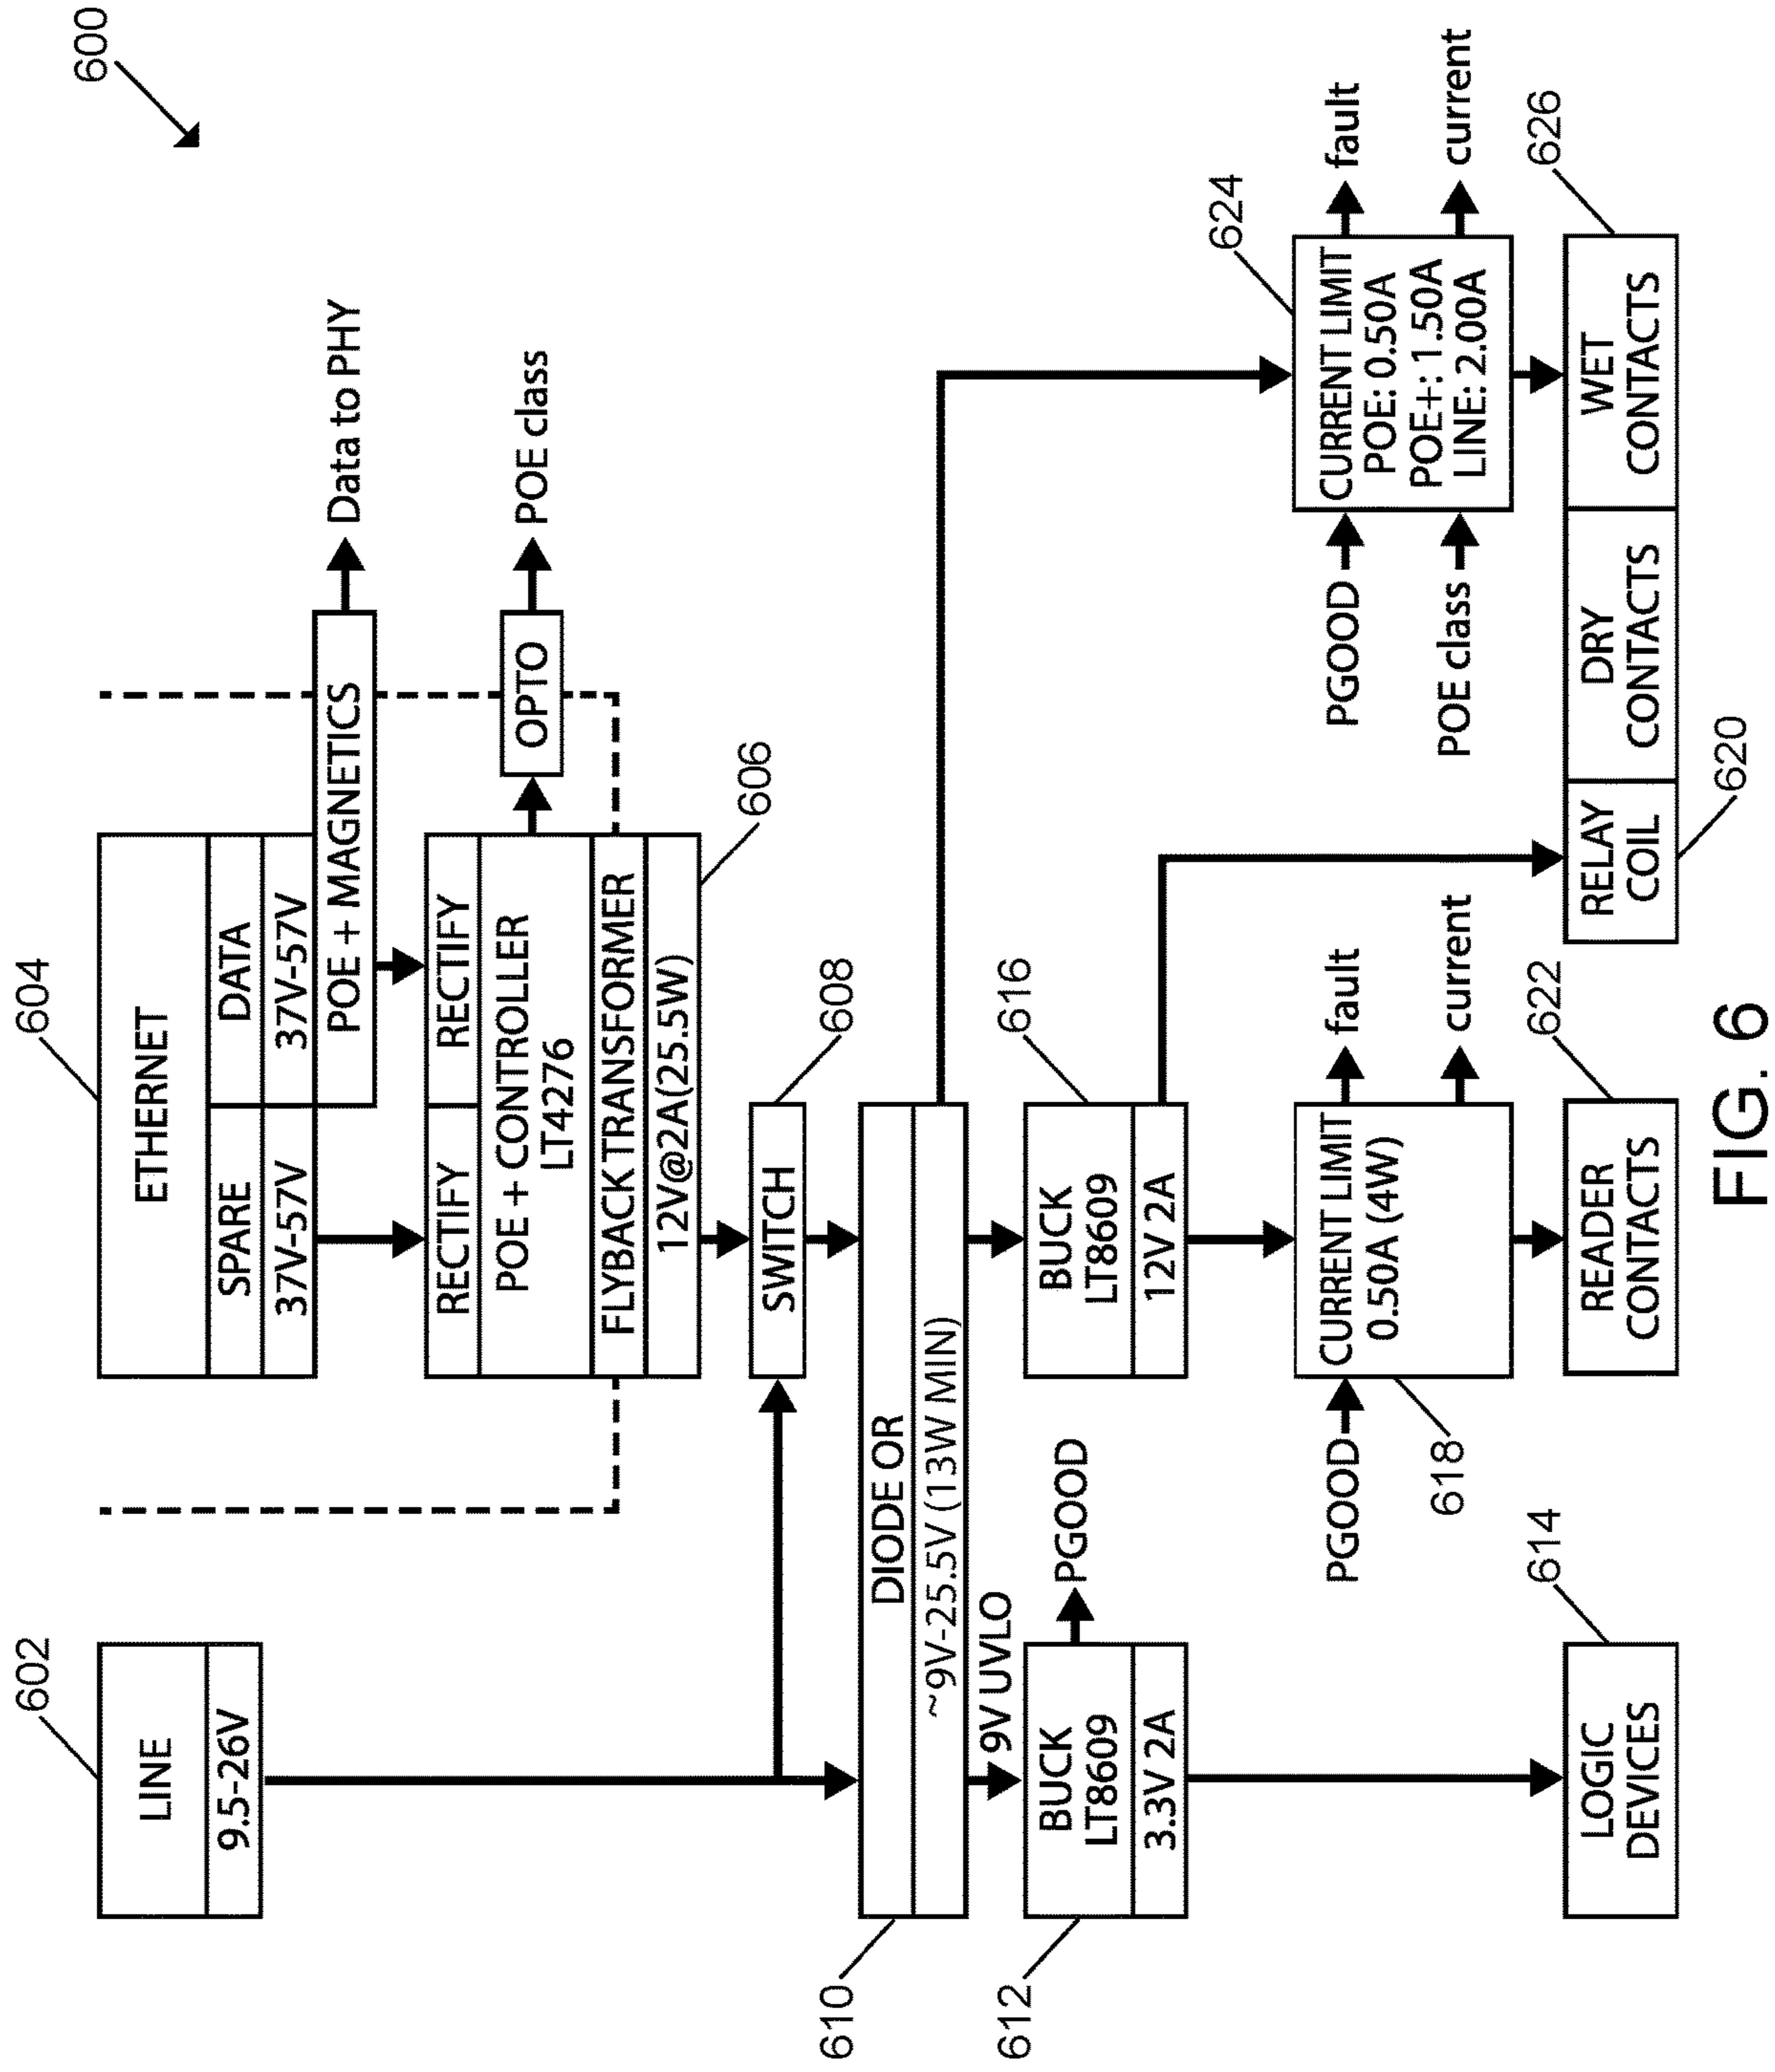 600
602
LINE
9.5-26V
604
ETHERNET
SPARE
DATA
37V-57V
37V-57V
POE + MAGNETICS
Data to PHY
RECTIFY
RECTIFY
POE + CONTROLLER
LT4276
OPTO
POE class
FLYBACK TRANSFORMER
12V@2A(25.5W)
606
SWITCH
608
610
DIODE OR
~9V-25.5V (13W MIN)
9V UVLO
612
BUCK
LT8609
3.3V 2A
PGOOD
616
BUCK
LT8609
12V 2A
PGOOD
618
CURRENT LIMIT
0.50A (4W)
fault
current
624
PGOOD
POE class
CURRENT LIMIT
POE: 0.50A
POE+: 1.50A
LINE: 2.00A
fault
current
614
LOGIC
DEVICES
622
READER
CONTACTS
620
RELAY
COIL
DRY
CONTACTS
626
WET
CONTACTS
FIG. 6